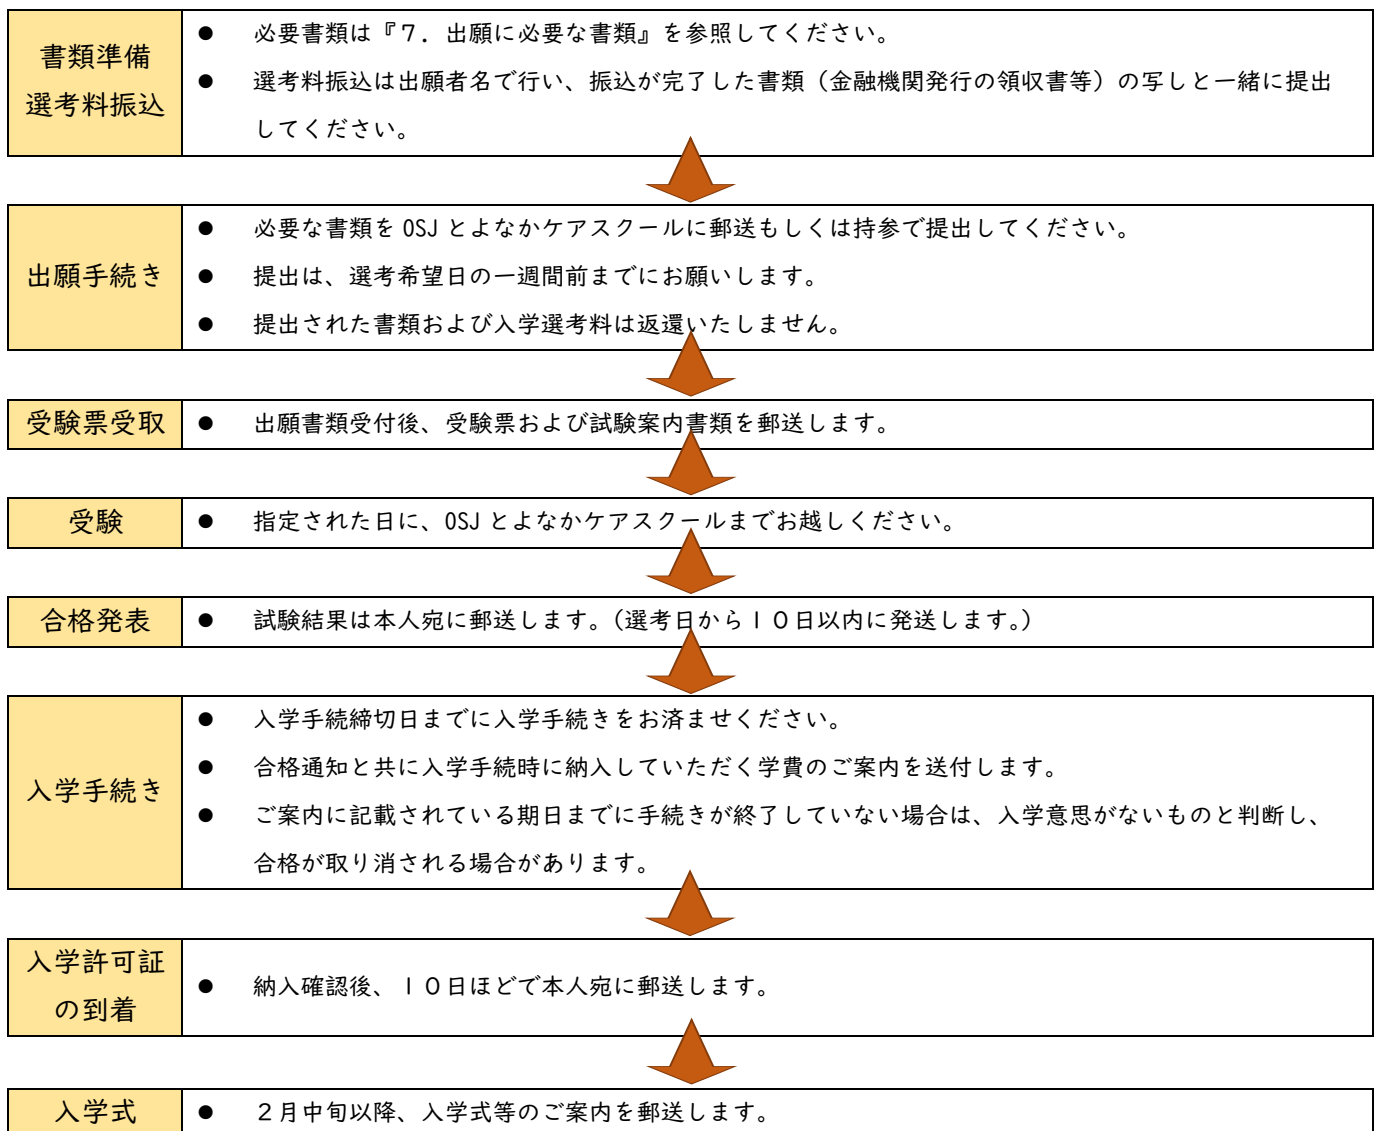 書類準備
選考料振込
● 必要書類は『７．出願に必要な書類』を参照してください。
● 選考料振込は出願者名で行い、振込が完了した書類（金融機関発行の領収書等）の写しと一緒に提出
してください。
出願手続き
● 必要な書類を OSJ とよなかケアスクールに郵送もしくは持参で提出してください。
● 提出は、選考希望日の一週間前までにお願いします。
● 提出された書類および入学選考料は返還いたしません。
受験票受取
● 出願書類受付後、受験票および試験案内書類を郵送します。
受験
● 指定された日に、OSJ とよなかケアスクールまでお越しください。
合格発表
● 試験結果は本人宛に郵送します。（選考日から１０日以内に発送します。）
入学手続き
● 入学手続締切日までに入学手続きをお済ませください。
● 合格通知と共に入学手続時に納入していただく学費のご案内を送付します。
● ご案内に記載されている期日までに手続きが終了していない場合は、入学意思がないものと判断し、
合格が取り消される場合があります。
入学許可証
の到着
● 納入確認後、１０日ほどで本人宛に郵送します。
入学式
● ２月中旬以降、入学式等のご案内を郵送します。